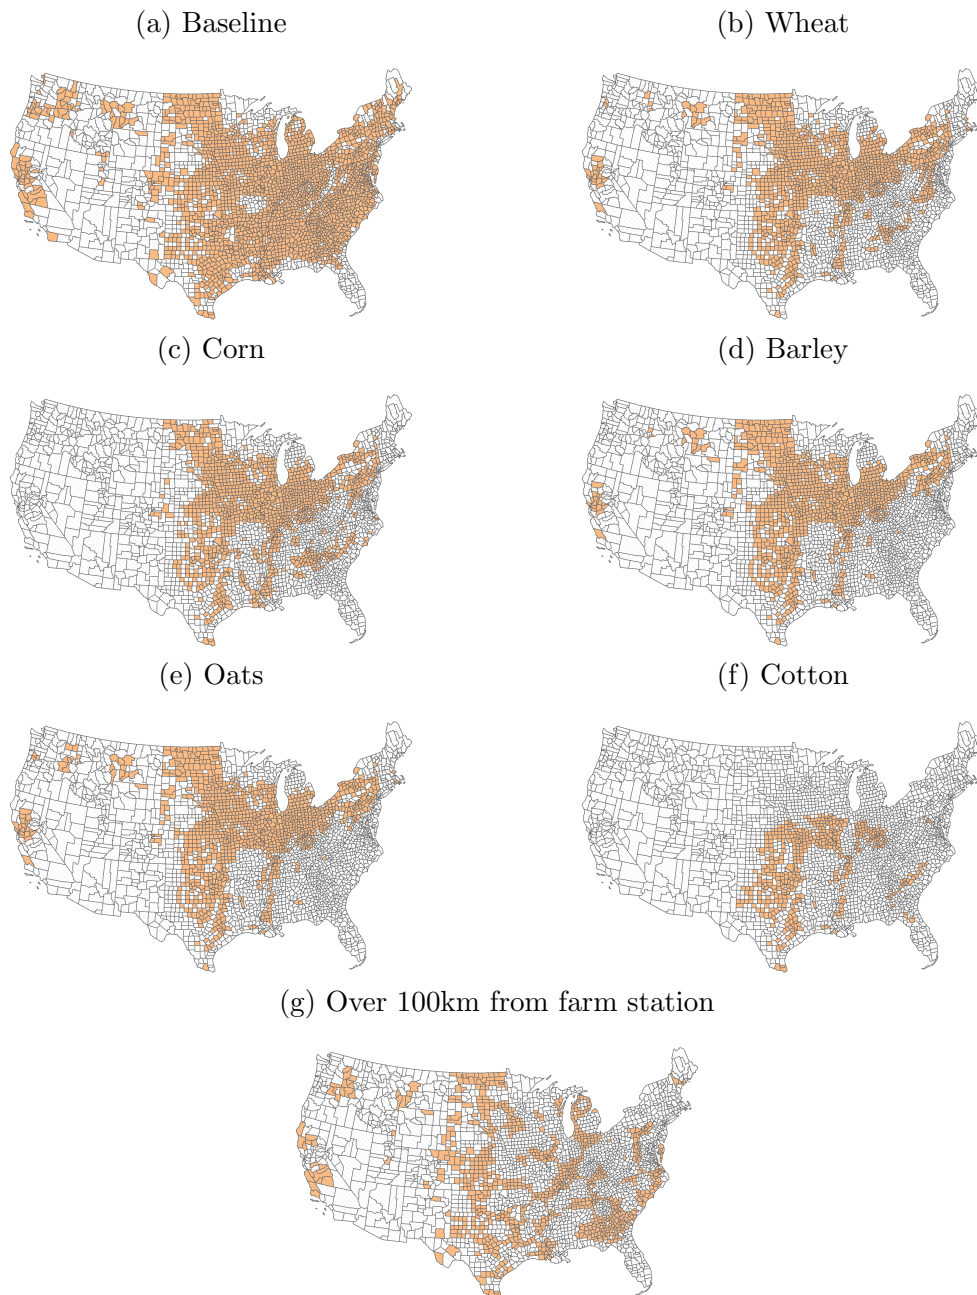 (a) Baseline
(b) Wheat
(c) Corn
(d) Barley
(e) Oats
(f) Cotton
(g) Over 100km from farm station